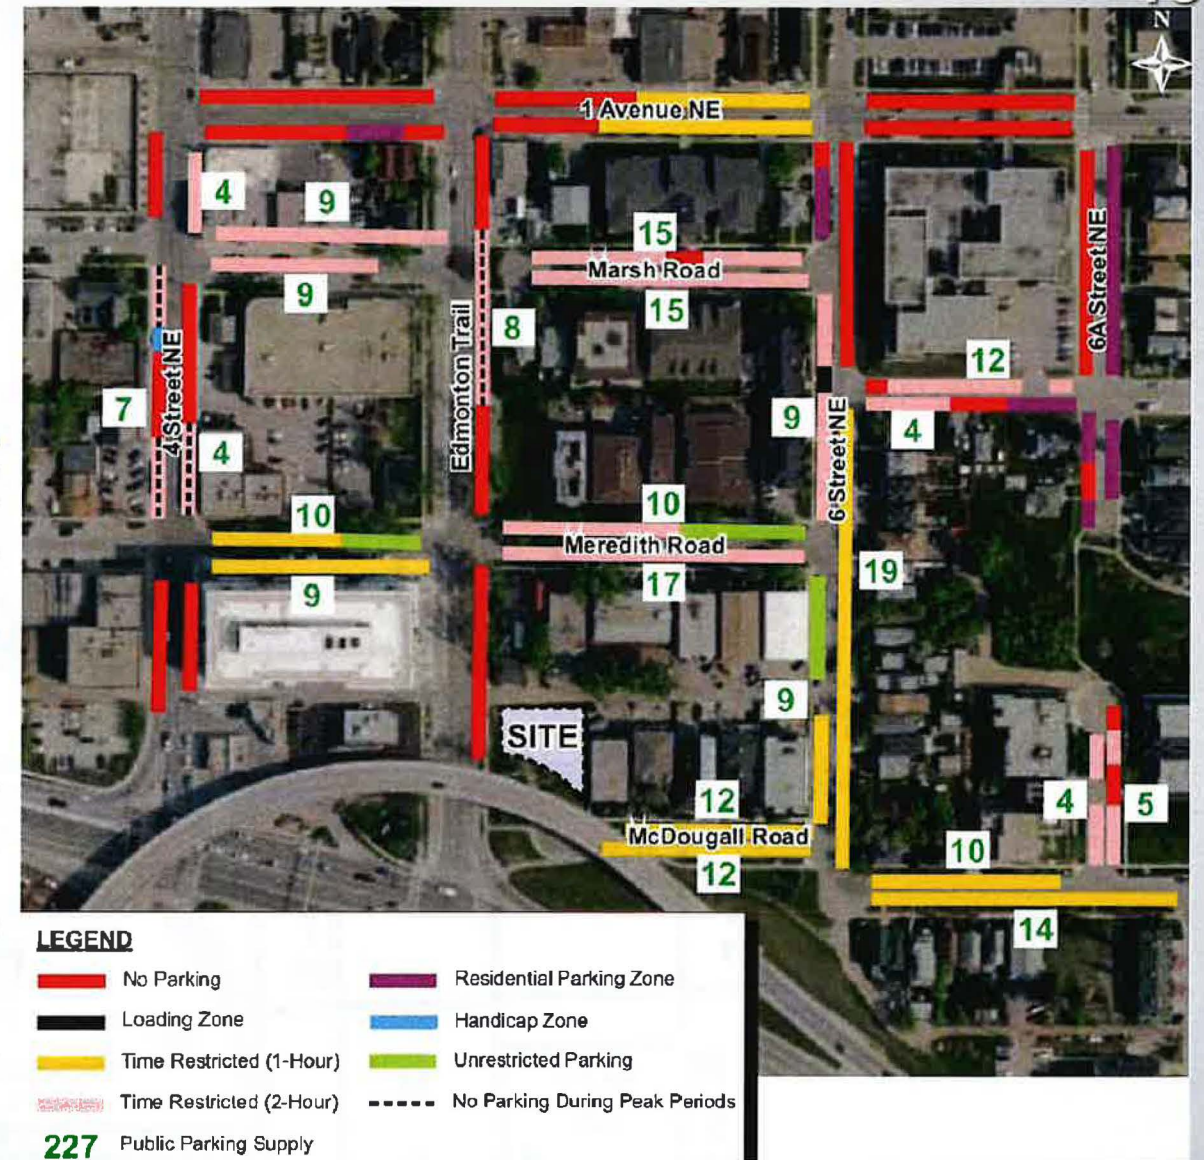 N
1 Avenue NE
4
9
15
Marsh Road
9
15
6A Street NE
8
12
4 Street NE
7
Edmonton Trail
4
9
6 Street NE
4
10
10
Meredith Road
19
9
17
9
SITE
12
4
5
McDougall Road
10
12
14
LEGEND
No Parking
Residential Parking Zone
Loading Zone
Handicap Zone
Time Restricted (1-Hour)
Unrestricted Parking
Time Restricted (2-Hour)
No Parking During Peak Periods
227 Public Parking Supply